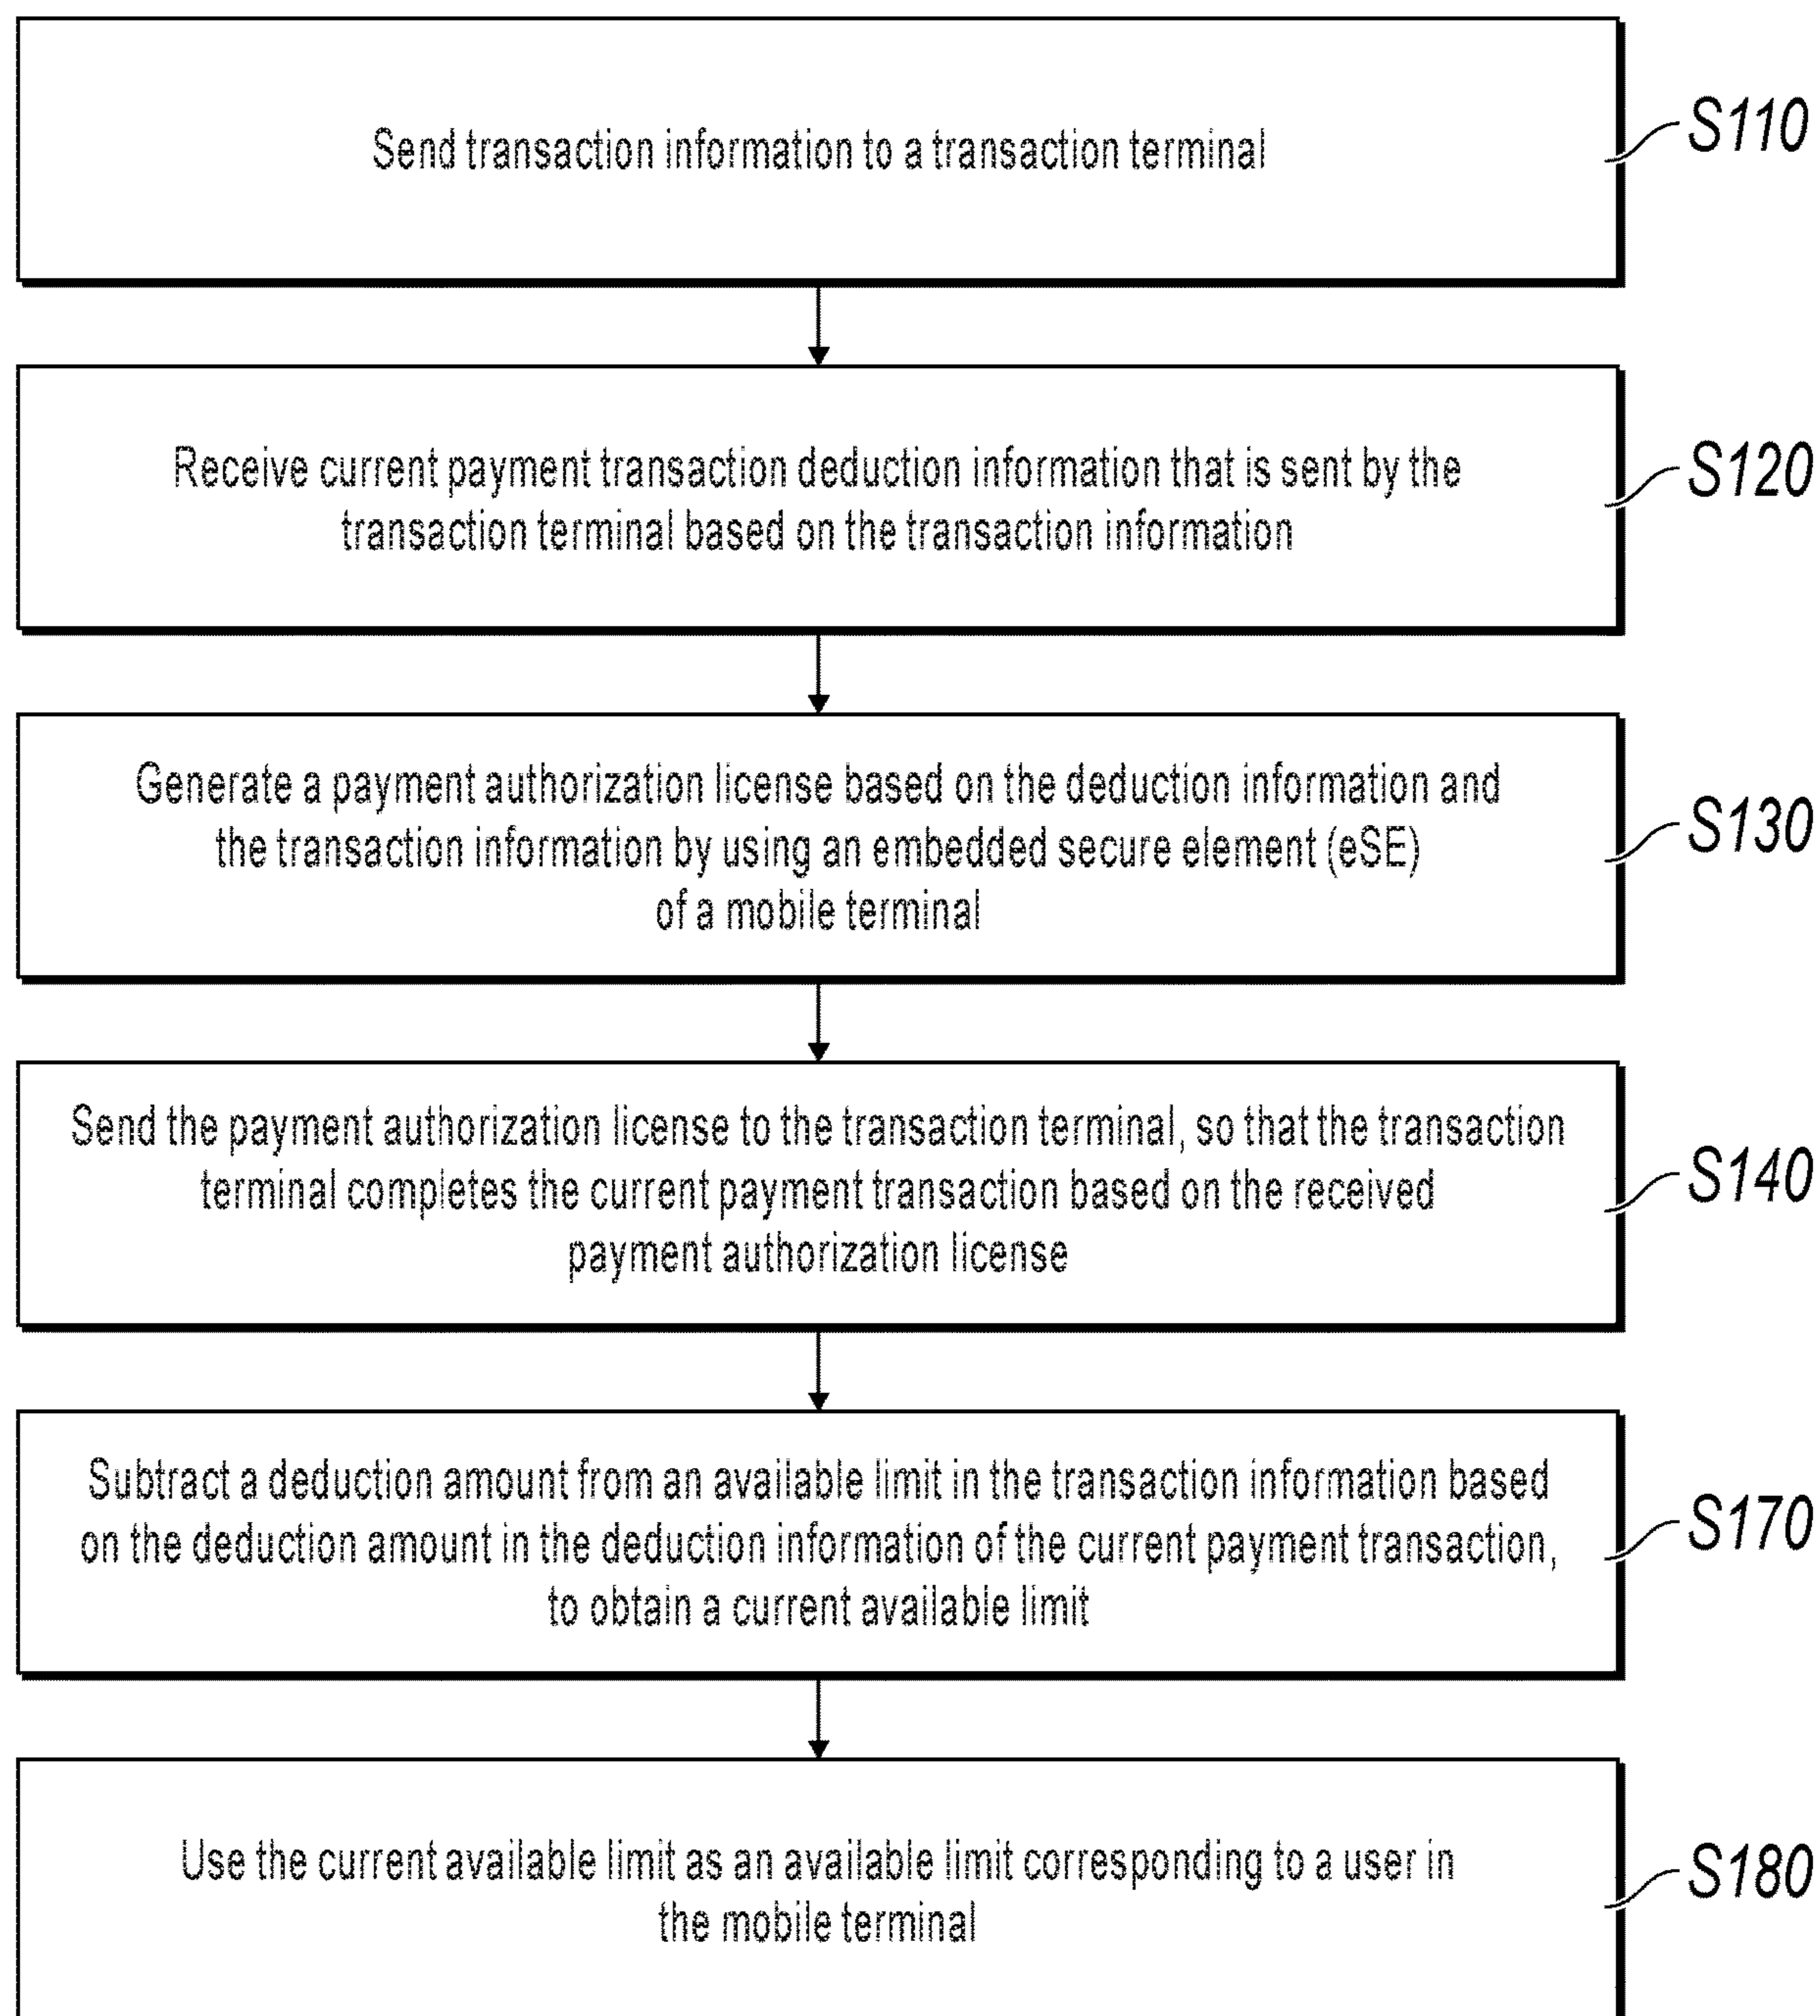 Send transaction information to a transaction terminal
S110
Receive current payment transaction deduction information that is sent by the
transaction terminal based on the transaction information
S120
Generate a payment authorization license based on the deduction information and
the transaction information by using an embedded secure element (eSE)
of a mobile terminal
S130
Send the payment authorization license to the transaction terminal, so that the transaction
terminal completes the current payment transaction based on the received
payment authorization license
S140
Subtract a deduction amount from an available limit in the transaction information based
on the deduction amount in the deduction information of the current payment transaction,
to obtain a current available limit
S170
Use the current available limit as an available limit corresponding to a user in
the mobile terminal
S180